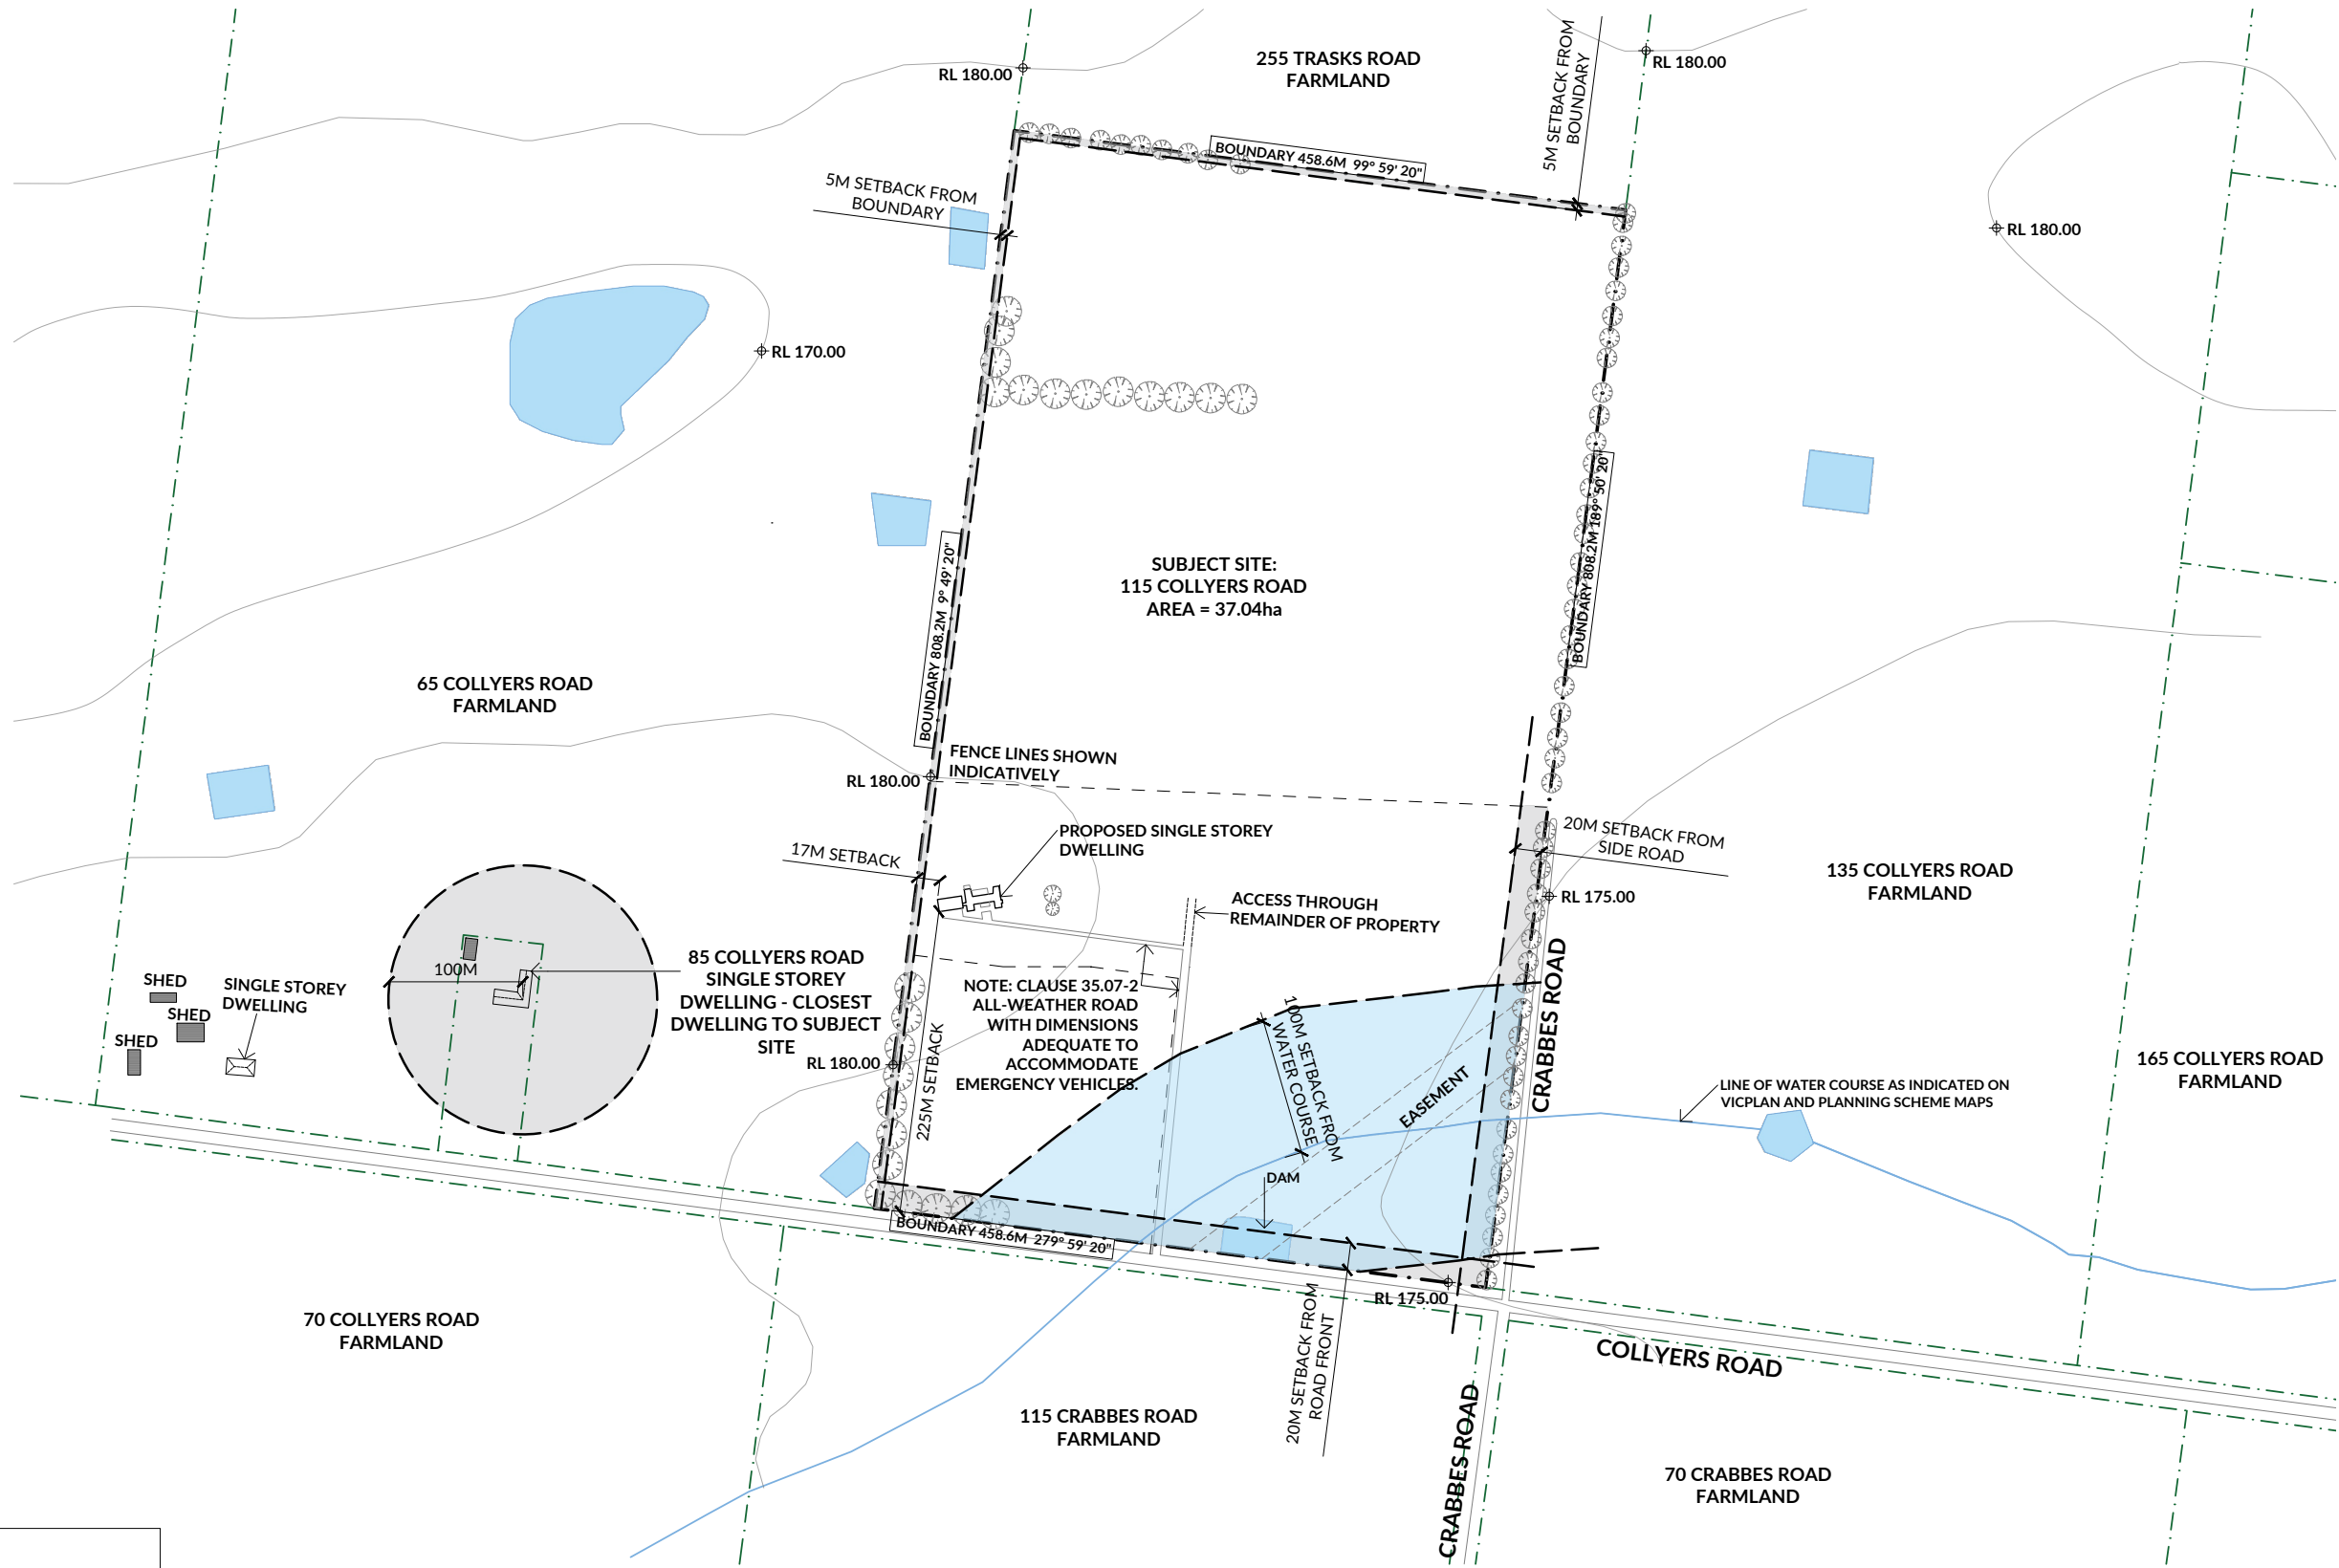 255 TRASKS ROAD
FARMLAND
RL 180.00
5M SETBACK FROM
BOUNDARY
RL 180.00
BOUNDARY 458.6M 99° 59' 20"
5M SETBACK FROM
BOUNDARY
RL 180.00
RL 170.00
BOUNDARY 808.2M 189° 50' 20"
BOUNDARY 808.2M 9° 49' 20"
SUBJECT SITE:
115 COLLYERS ROAD
AREA = 37.04ha
65 COLLYERS ROAD
FARMLAND
FENCE LINES SHOWN
INDICATIVELY
RL 180.00
PROPOSED SINGLE STOREY
DWELLING
17M SETBACK
20M SETBACK FROM
SIDE ROAD
135 COLLYERS ROAD
FARMLAND
RL 175.00
ACCESS THROUGH
REMAINDER OF PROPERTY
85 COLLYERS ROAD
SINGLE STOREY
DWELLING - CLOSEST
DWELLING TO SUBJECT
SITE
100M
SHED
SHED
SHED
SINGLE STOREY
DWELLING
NOTE: CLAUSE 35.07-2
ALL-WEATHER ROAD
WITH DIMENSIONS
ADEQUATE TO
ACCOMMODATE
EMERGENCY VEHICLES.
RL 180.00
225M SETBACK
100M SETBACK FROM
WATER COURSE
EASEMENT
CRABBES ROAD
LINE OF WATER COURSE AS INDICATED ON
VICPLAN AND PLANNING SCHEME MAPS
165 COLLYERS ROAD
FARMLAND
DAM
BOUNDARY 458.6M 279° 59' 20"
RL 175.00
20M SETBACK FROM
ROAD FRONT
70 COLLYERS ROAD
FARMLAND
COLLYERS ROAD
115 CRABBES ROAD
FARMLAND
CRABBES ROAD
70 CRABBES ROAD
FARMLAND